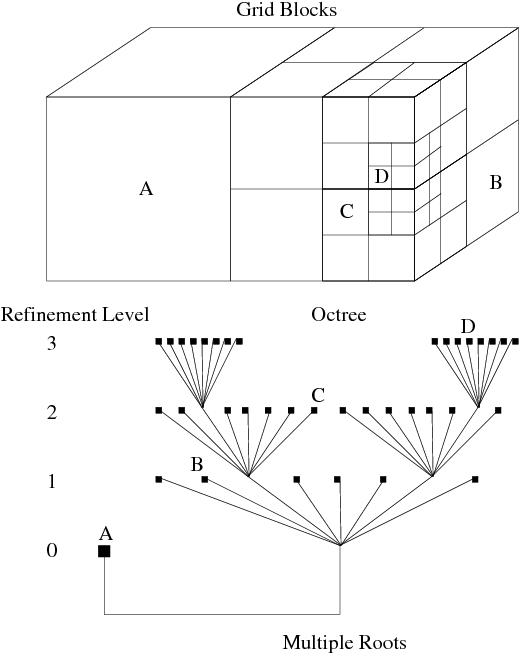 Grid Blocks
A
D
B
C
Refinement Level Octree
D
3
C
2
B
1
A
0
Multiple Roots